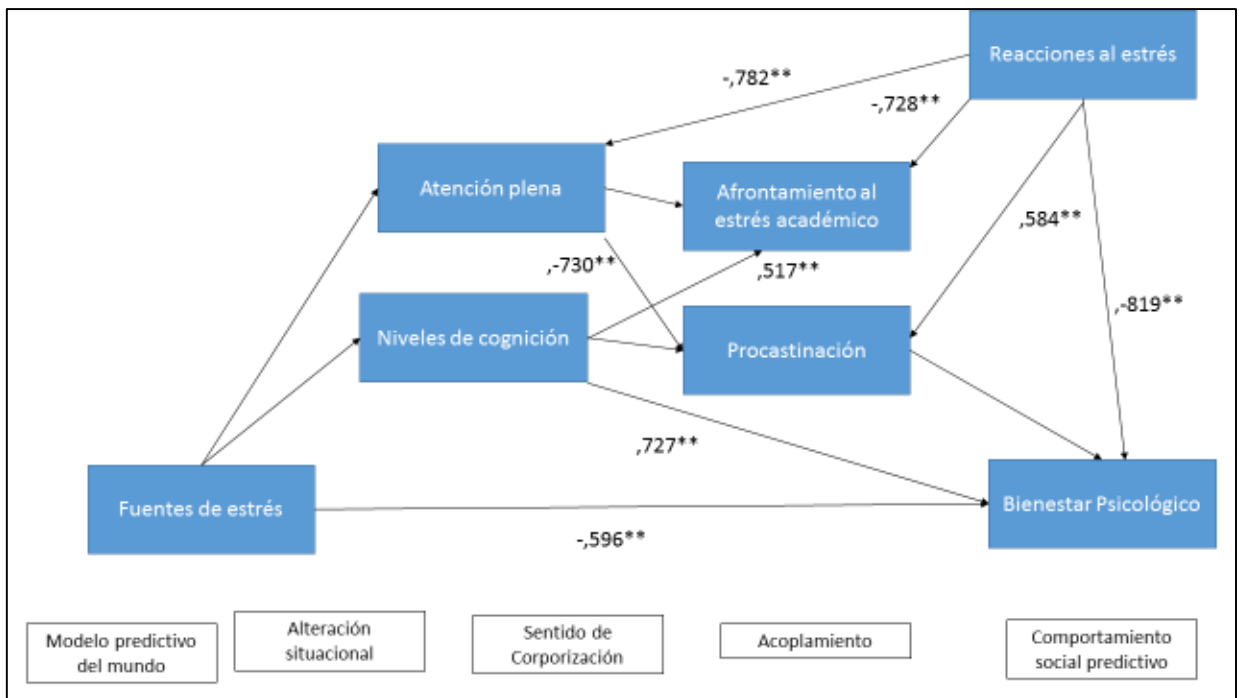 Reacciones al estrés
-,782**
-,728**
Atención plena
Afrontamiento al
estrés académico
,584**
,-730**
,517**
,-819**
Niveles de cognición
Procastinación
,727**
Fuentes de estrés
Bienestar Psicológico
-,596**
Modelo predictivo
del mundo
Alteración
situacional
Sentido de
Corporización
Acoplamiento
Comportamiento
social predictivo